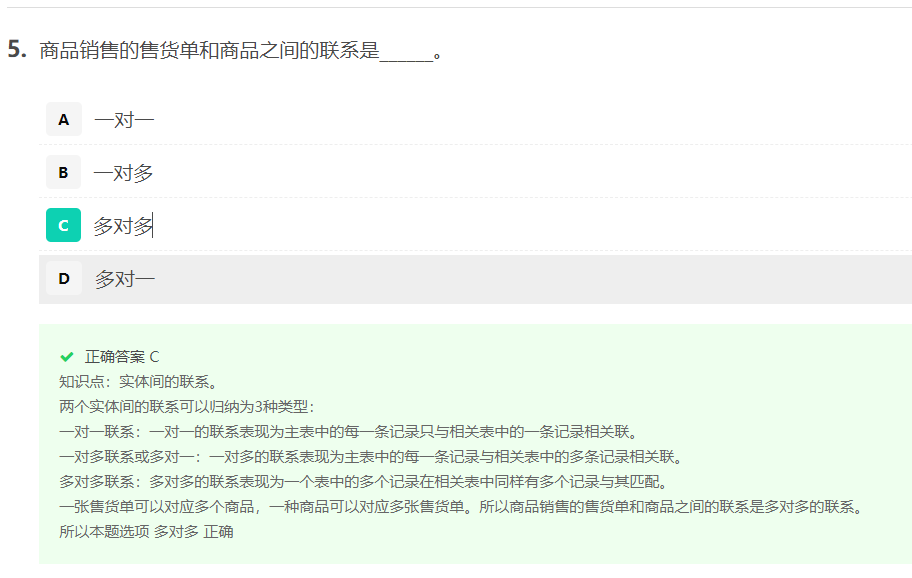 5. 商品销售的售货单和商品之间的联系是______。
A 一对一
B 一对多
C 多对多
D 多对一
正确答案 C
知识点：实体间的联系。
两个实体间的联系可以归纳为3种类型：
一对一联系：一对一的联系表现为主表中的每一条记录只与相关表中的一条记录相关联。
一对多联系或多对一：一对多的联系表现为主表中的每一条记录与相关表中的多条记录相关联。
多对多联系：多对多的联系表现为一个表中的多个记录在相关表中同样有多个记录与其匹配。
一张售货单可以对应多个商品，一种商品可以对应多张售货单。所以商品销售的售货单和商品之间的联系是多对多的联系。
所以本题选项 多对多 正确